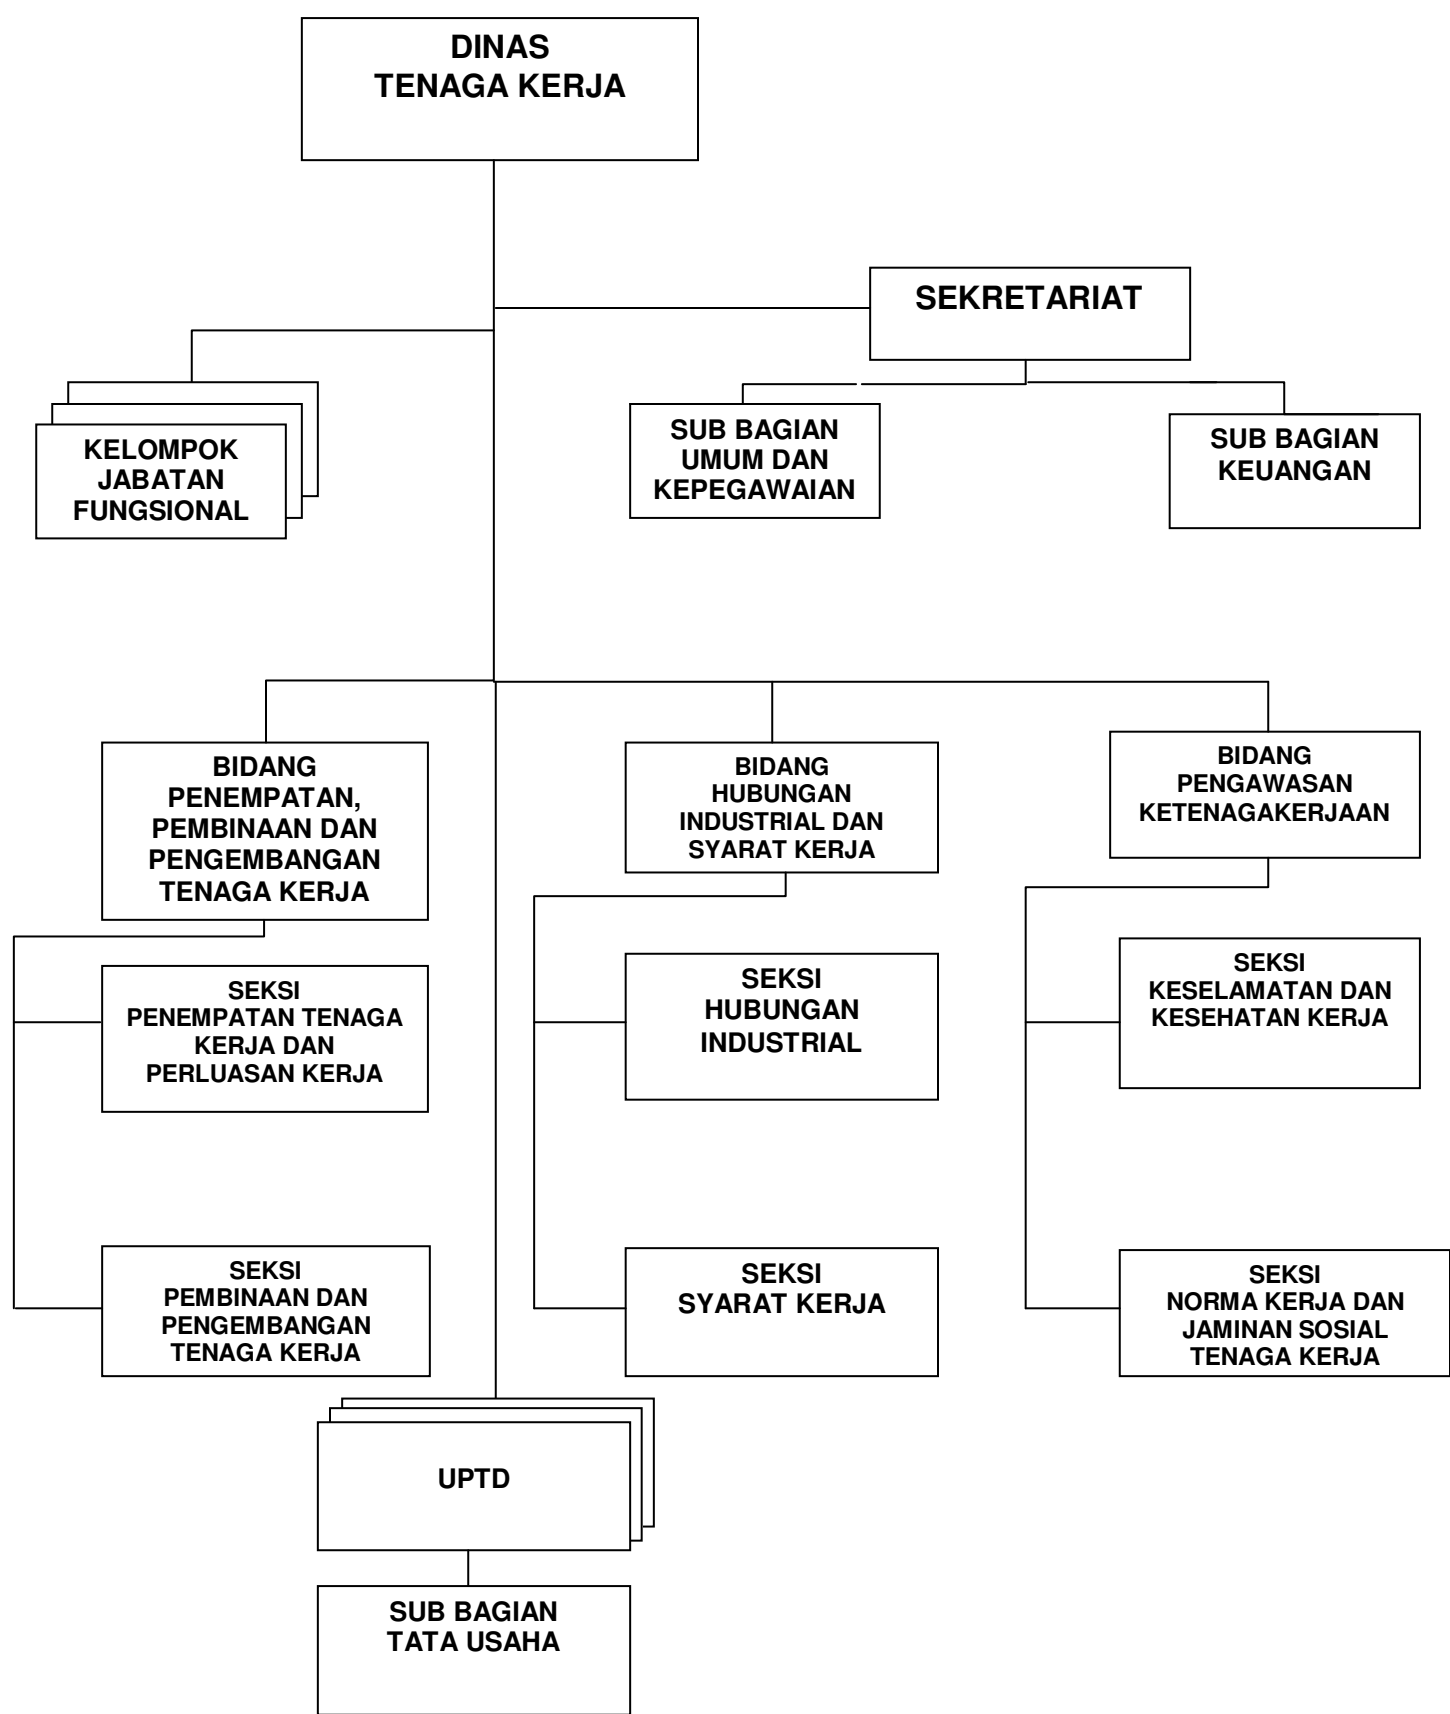 DINAS
TENAGA KERJA
SEKRETARIAT
KELOMPOK
JABATAN
FUNGSIONAL
SUB BAGIAN
UMUM DAN
KEPEGAWAIAN
SUB BAGIAN
KEUANGAN
BIDANG
PENEMPATAN,
PEMBINAAN DAN
PENGEMBANGAN
TENAGA KERJA
BIDANG
HUBUNGAN
INDUSTRIAL DAN
SYARAT KERJA
BIDANG
PENGAWASAN
KETENAGAKERJAAN
SEKSI
PENEMPATAN TENAGA
KERJA DAN
PERLUASAN KERJA
SEKSI
HUBUNGAN
INDUSTRIAL
SEKSI
KESELAMATAN DAN
KESEHATAN KERJA
SEKSI
PEMBINAAN DAN
PENGEMBANGAN
TENAGA KERJA
SEKSI
SYARAT KERJA
SEKSI
NORMA KERJA DAN
JAMINAN SOSIAL
TENAGA KERJA
UPTD
SUB BAGIAN
TATA USAHA